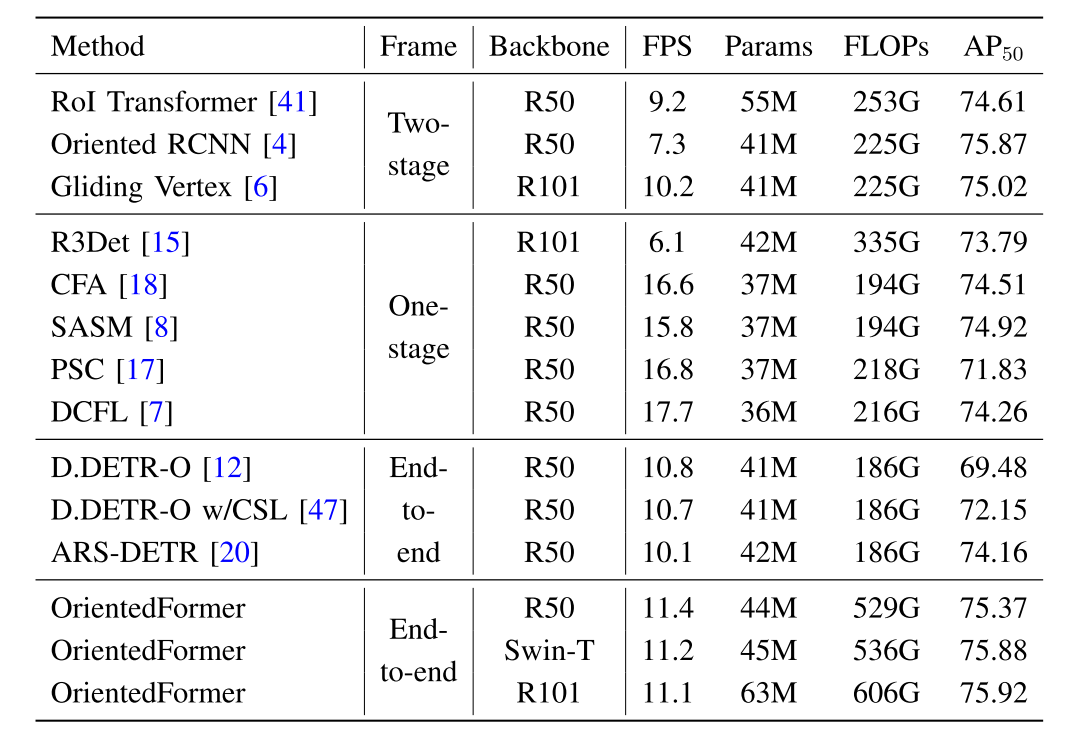 Method Frame Backbone FPS Params FLOPs AP50
RoI Transformer [41] Two-stage R50 9.2 55M 253G 74.61
Oriented RCNN [4] R50 7.3 41M 225G 75.87
Gliding Vertex [6] R101 10.2 41M 225G 75.02
R3Det [15] One-stage R101 6.1 42M 335G 73.79
CFA [18] R50 16.6 37M 194G 74.51
SASM [8] R50 15.8 37M 194G 74.92
PSC [17] R50 16.8 37M 218G 71.83
DCFL [7] R50 17.7 36M 216G 74.26
D.DETR-O [12] End- R50 10.8 41M 186G 69.48
D.DETR-O w/CSL [47] to- R50 10.7 41M 186G 72.15
ARS-DETR [20] end R50 10.1 42M 186G 74.16
OrientedFormer End-to-end R50 11.4 44M 529G 75.37
OrientedFormer Swin-T 11.2 45M 536G 75.88
OrientedFormer R101 11.1 63M 606G 75.92